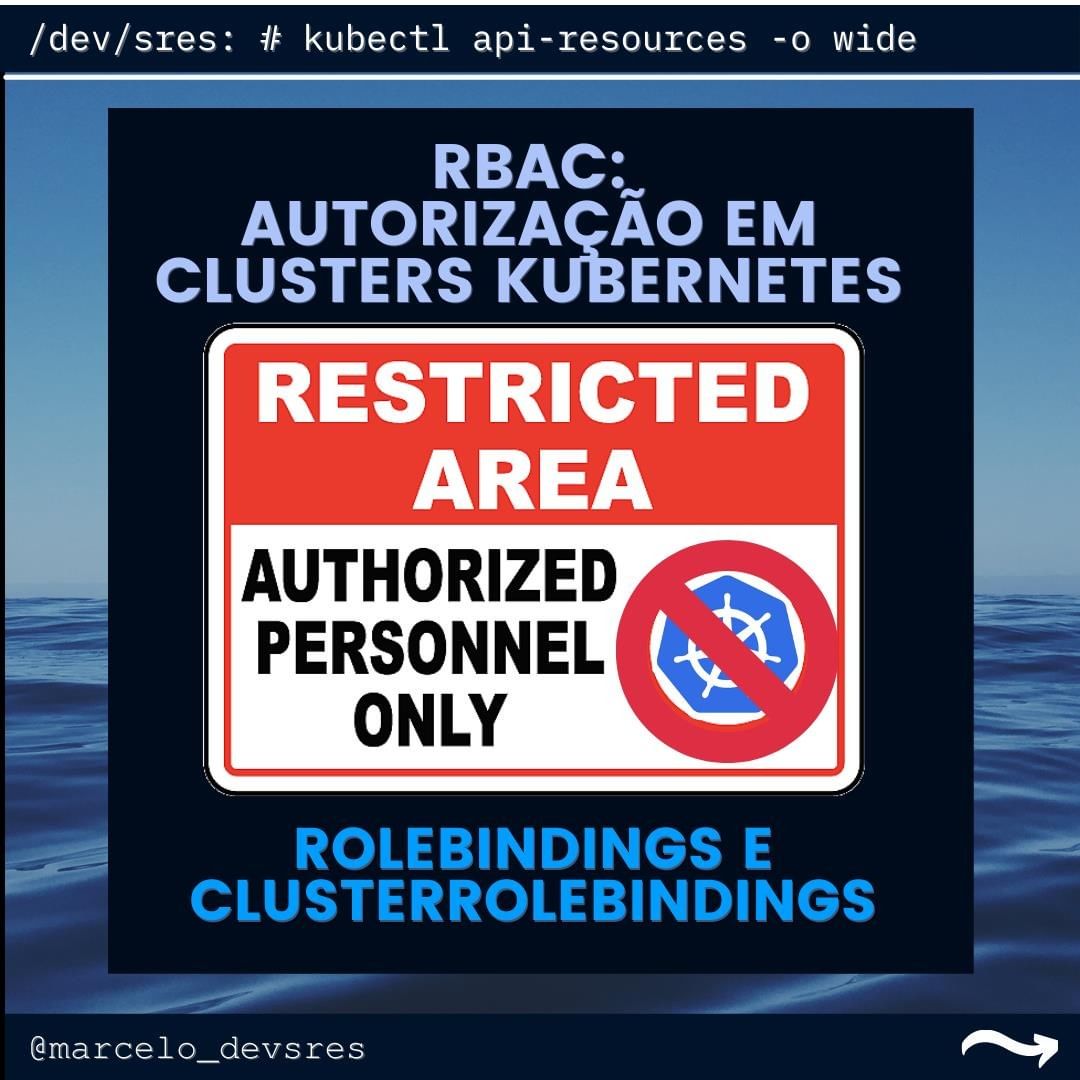 /dev/sres: # kubectl api-resources -o wide
RBAC:
AUTORIZAÇÃO EM
CLUSTERS KUBERNETES
RESTRICTED
AREA
AUTHORIZED
PERSONNEL
ONLY
ROLEBINDINGS E
CLUSTERROLEBINDINGS
@marcelo_devsres